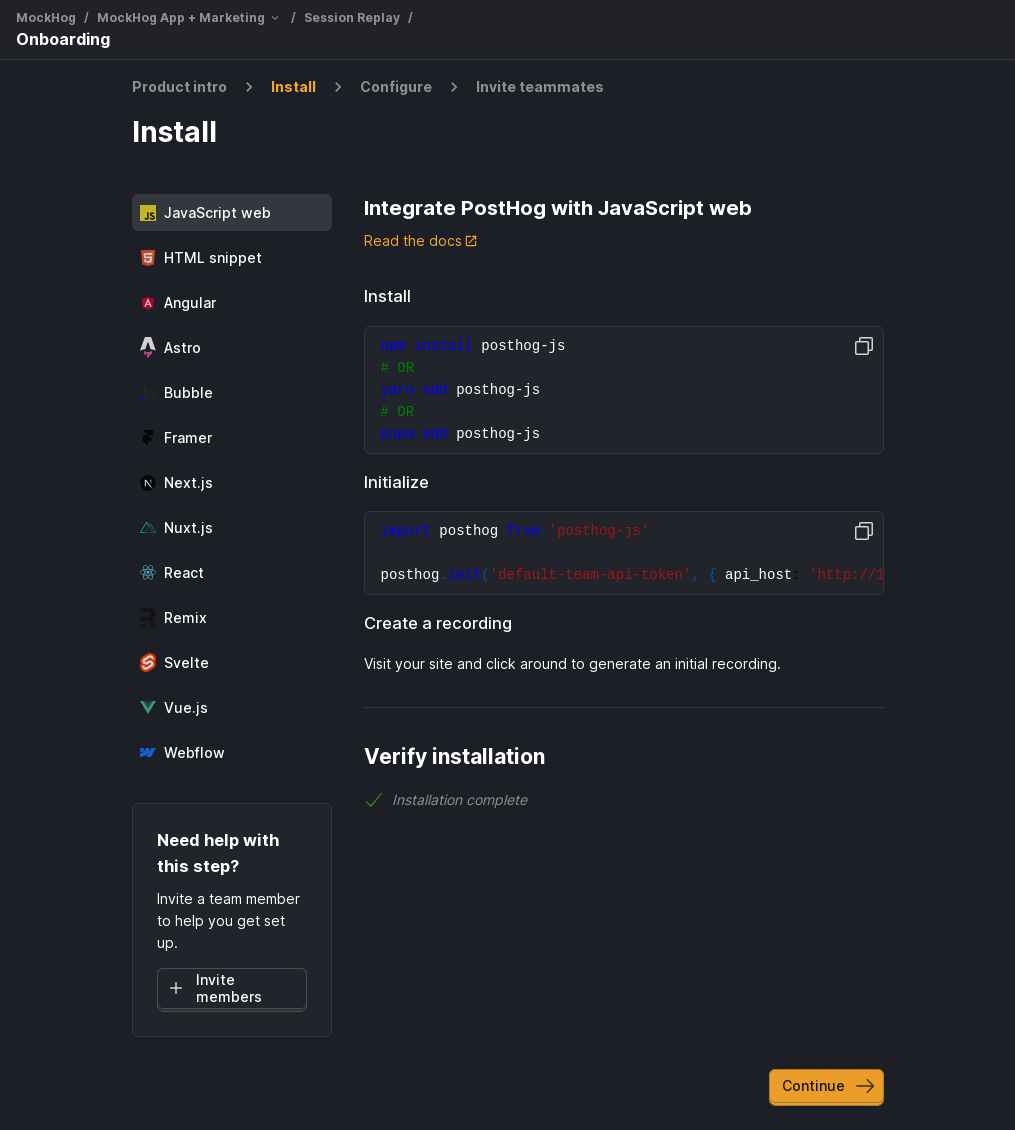 MockHog / MockHog App + Marketing / Session Replay /
Onboarding
Product intro > Install > Configure > Invite teammates
Install
JavaScript web
HTML snippet
Angular
Astro
Bubble
Framer
Next.js
Nuxt.js
React
Remix
Svelte
Vue.js
Webflow
Need help with
this step?
Invite a team member
to help you get set
up.
Invite
members
Integrate PostHog with JavaScript web
Read the docs
Install
npm install posthog-js
# OR
yarn add posthog-js
# OR
pnpm add posthog-js
Initialize
import posthog from 'posthog-js'
posthog.init('default-team-api-token', { api_host: 'http://1
Create a recording
Visit your site and click around to generate an initial recording.
Verify installation
Installation complete
Continue